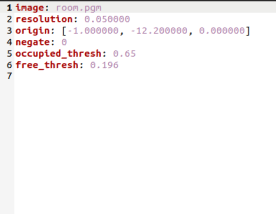 1 image: room.pgm
2 resolution: 0.050000
3 origin: [-1.000000, -12.200000, 0.000000]
4 negate: 0
5 occupied_thresh: 0.65
6 free_thresh: 0.196
7